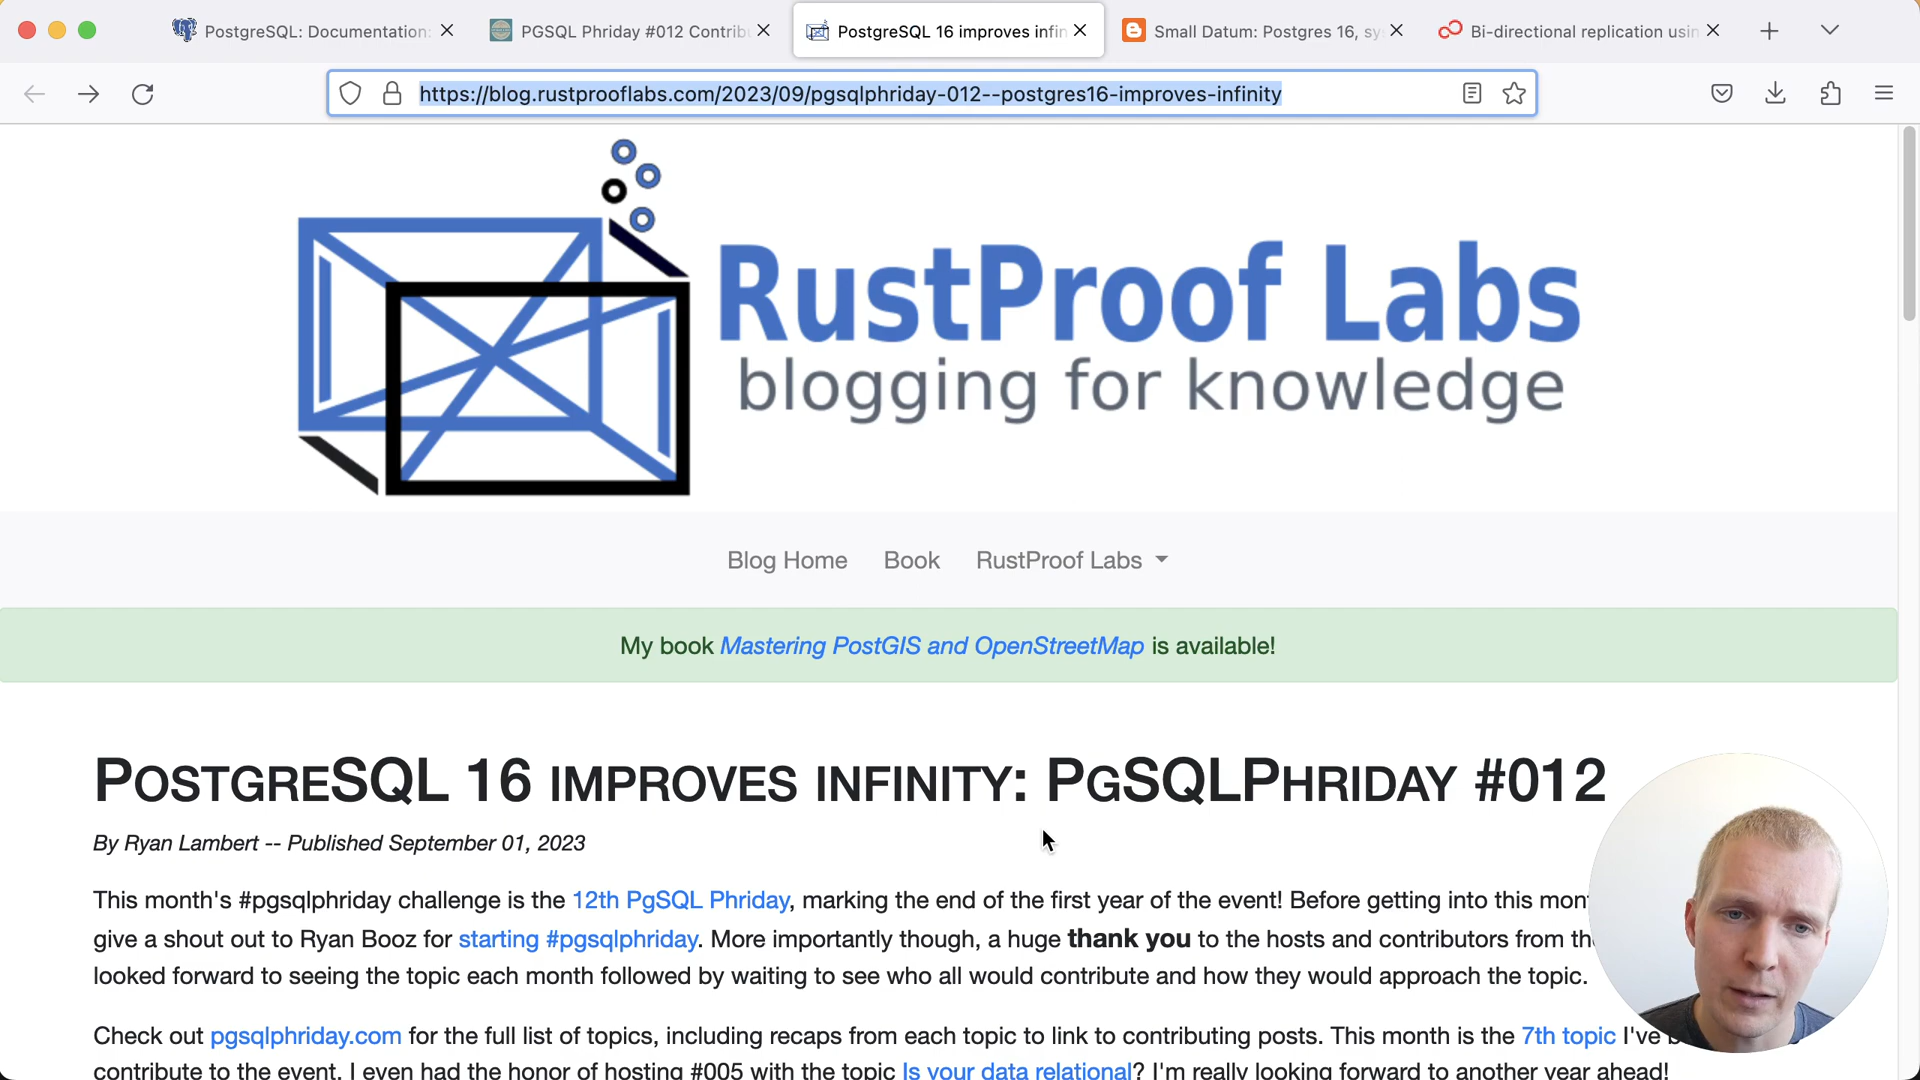 PostgreSQL: Documentation:
PGSQL Phriday #012 Contrib
PostgreSQL 16 improves infin
Small Datum: Postgres 16, sy
Bi-directional replication usin
https://blog.rustprooflabs.com/2023/09/pgsqlphriday-012--postgres16-improves-infinity
RustProof Labs
blogging for knowledge
Blog Home
Book
RustProof Labs
My book Mastering PostGIS and OpenStreetMap is available!
PostgreSQL 16 improves infinity: PgSQLPhriday #012
By Ryan Lambert -- Published September 01, 2023
This month's #pgsqlphriday challenge is the 12th PgSQL Phriday, marking the end of the first year of the event! Before getting into this mon
give a shout out to Ryan Booz for starting #pgsqlphriday. More importantly though, a huge thank you to the hosts and contributors from th
looked forward to seeing the topic each month followed by waiting to see who all would contribute and how they would approach the topic.
Check out pgsqlphriday.com for the full list of topics, including recaps from each topic to link to contributing posts. This month is the 7th topic I've
contribute to the event. I even had the honor of hosting #005 with the topic Is your data relational? I'm really looking forward to another year ahead!